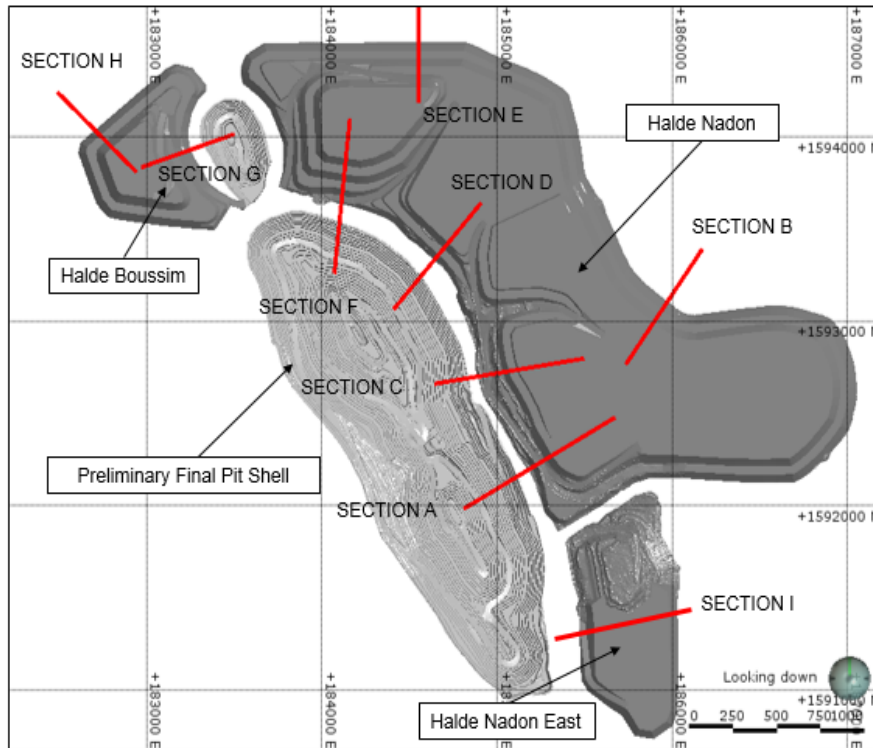 +183000 E
+184000 E
+185000 E
+186000 E
+187000 E
SECTION H
SECTION E
Halde Nadon
+1594000 N
SECTION G
SECTION D
SECTION B
Halde Boussim
SECTION F
+1593000 N
SECTION C
Preliminary Final Pit Shell
SECTION A
+1592000 N
SECTION I
Looking down
Halde Nadon East
+1591000 N
0 250 500 750 1000
+183000 E
+184000 E
+186000 E